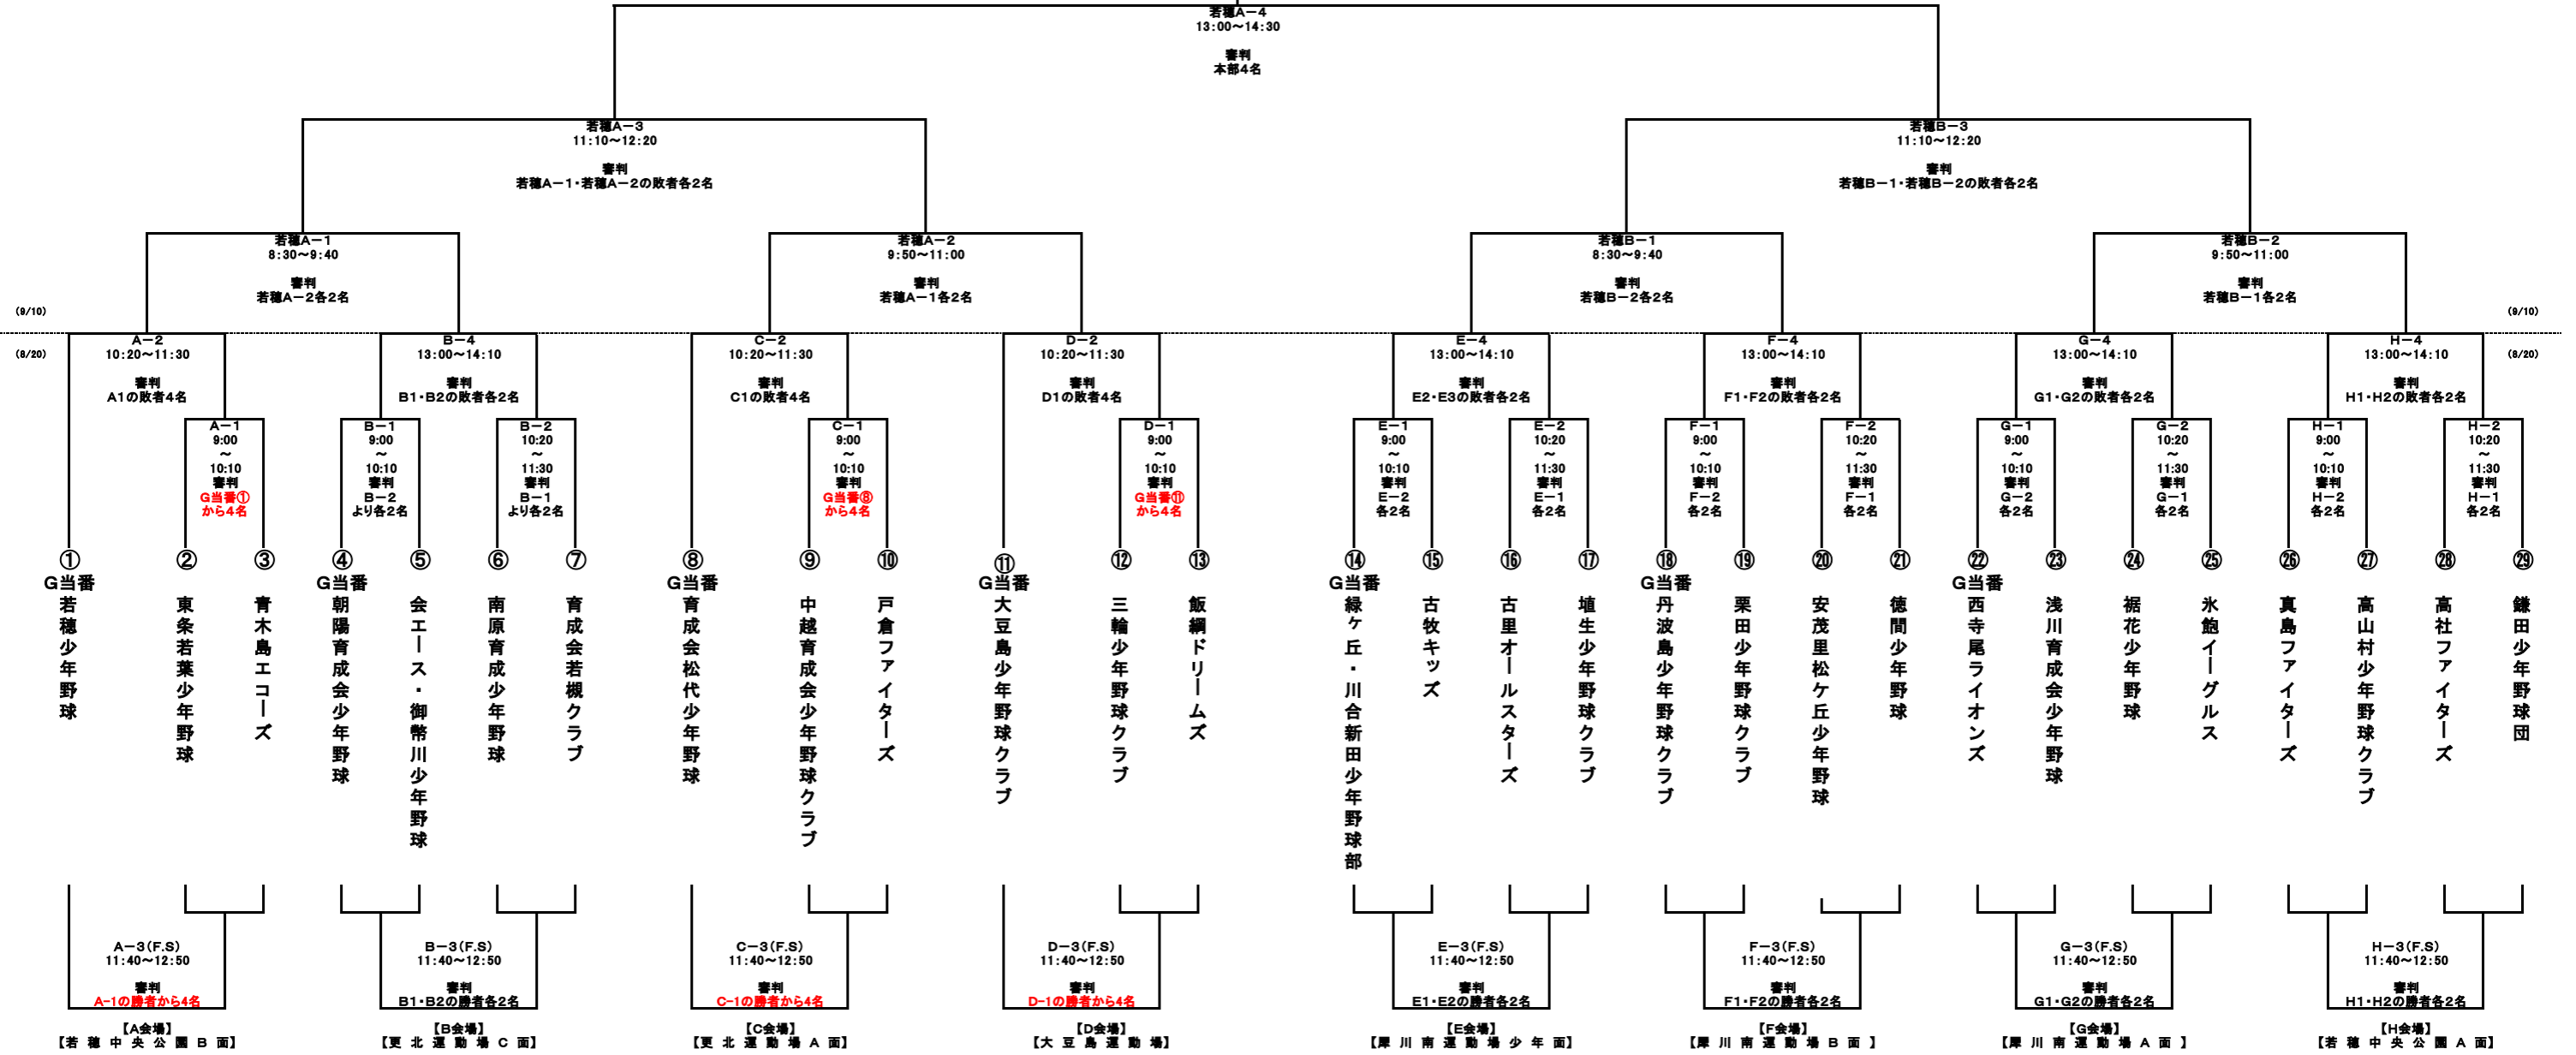 若穂A－4
13:00～14:30
審判
本部4名
若穂A－3
11:10～12:20
審判
若穂A－1・若穂A－2の敗者各2名
若穂B－3
11:10～12:20
審判
若穂B－1・若穂B－2の敗者各2名
若穂A－1
8:30～9:40
審判
若穂A－2各2名
若穂A－2
9:50～11:00
審判
若穂A－1各2名
若穂B－1
8:30～9:40
審判
若穂B－2各2名
若穂B－2
9:50～11:00
審判
若穂B－1各2名
(9/10)
(9/10)
(8/20)
(8/20)
A－2
10:20～11:30
審判
A1の敗者4名
B－4
13:00～14:10
審判
B1・B2の敗者各2名
C－2
10:20～11:30
審判
C1の敗者4名
D－2
10:20～11:30
審判
D1の敗者4名
E－4
13:00～14:10
審判
E2・E3の敗者各2名
F－4
13:00～14:10
審判
F1・F2の敗者各2名
G－4
13:00～14:10
審判
G1・G2の敗者各2名
H－4
13:00～14:10
審判
H1・H2の敗者各2名
A－1
9:00
～
10:10
審判
G当番①
から4名
B－1
9:00
～
10:10
審判
B－2
より各2名
B－2
10:20
～
11:30
審判
B－1
より各2名
C－1
9:00
～
10:10
審判
G当番⑧
から4名
D－1
9:00
～
10:10
審判
G当番⑪
から4名
E－1
9:00
～
10:10
審判
E－2
各2名
E－2
10:20
～
11:30
審判
E－1
各2名
F－1
9:00
～
10:10
審判
F－2
各2名
F－2
10:20
～
11:30
審判
F－1
各2名
G－1
9:00
～
10:10
審判
G－2
各2名
G－2
10:20
～
11:30
審判
G－1
各2名
H－1
9:00
～
10:10
審判
H－2
各2名
H－2
10:20
～
11:30
審判
H－1
各2名
①
G当番
若穂少年野球
②
東条若葉少年野球
③
青木島エコーズ
④
G当番
朝陽育成会少年野球
⑤
会エース・御幣川少年野球
⑥
南原育成少年野球
⑦
育成会若槻クラブ
⑧
G当番
育成会松代少年野球
⑨
中越育成会少年野球クラブ
⑩
戸倉ファイターズ
⑪
G当番
大豆島少年野球クラブ
⑫
三輪少年野球クラブ
⑬
飯綱ドリームズ
⑭
G当番
緑ヶ丘・川合新田少年野球部
⑮
古牧キッズ
⑯
古里オールスターズ
⑰
埴生少年野球クラブ
⑱
G当番
丹波島少年野球クラブ
⑲
栗田少年野球クラブ
⑳
安茂里松ケ丘少年野球
㉑
徳間少年野球
㉒
G当番
西寺尾ライオンズ
㉓
浅川育成会少年野球
㉔
裾花少年野球
㉕
氷鉋イーグルス
㉖
真島ファイターズ
㉗
高山村少年野球クラブ
㉘
高社ファイターズ
㉙
鎌田少年野球団
A－3(F.S)
11:40～12:50
審判
A-1の勝者から4名
B－3(F.S)
11:40～12:50
審判
B1・B2の勝者各2名
C－3(F.S)
11:40～12:50
審判
C-1の勝者から4名
D－3(F.S)
11:40～12:50
審判
D-1の勝者から4名
E－3(F.S)
11:40～12:50
審判
E1・E2の勝者各2名
F－3(F.S)
11:40～12:50
審判
F1・F2の勝者各2名
G－3(F.S)
11:40～12:50
審判
G1・G2の勝者各2名
H－3(F.S)
11:40～12:50
審判
H1・H2の勝者各2名
【A会場】
【若穂中央公園B面】
【B会場】
【更北運動場C面】
【C会場】
【更北運動場A面】
【D会場】
【大豆島運動場】
【E会場】
【犀川南運動場少年面】
【F会場】
【犀川南運動場B面】
【G会場】
【犀川南運動場A面】
【H会場】
【若穂中央公園A面】